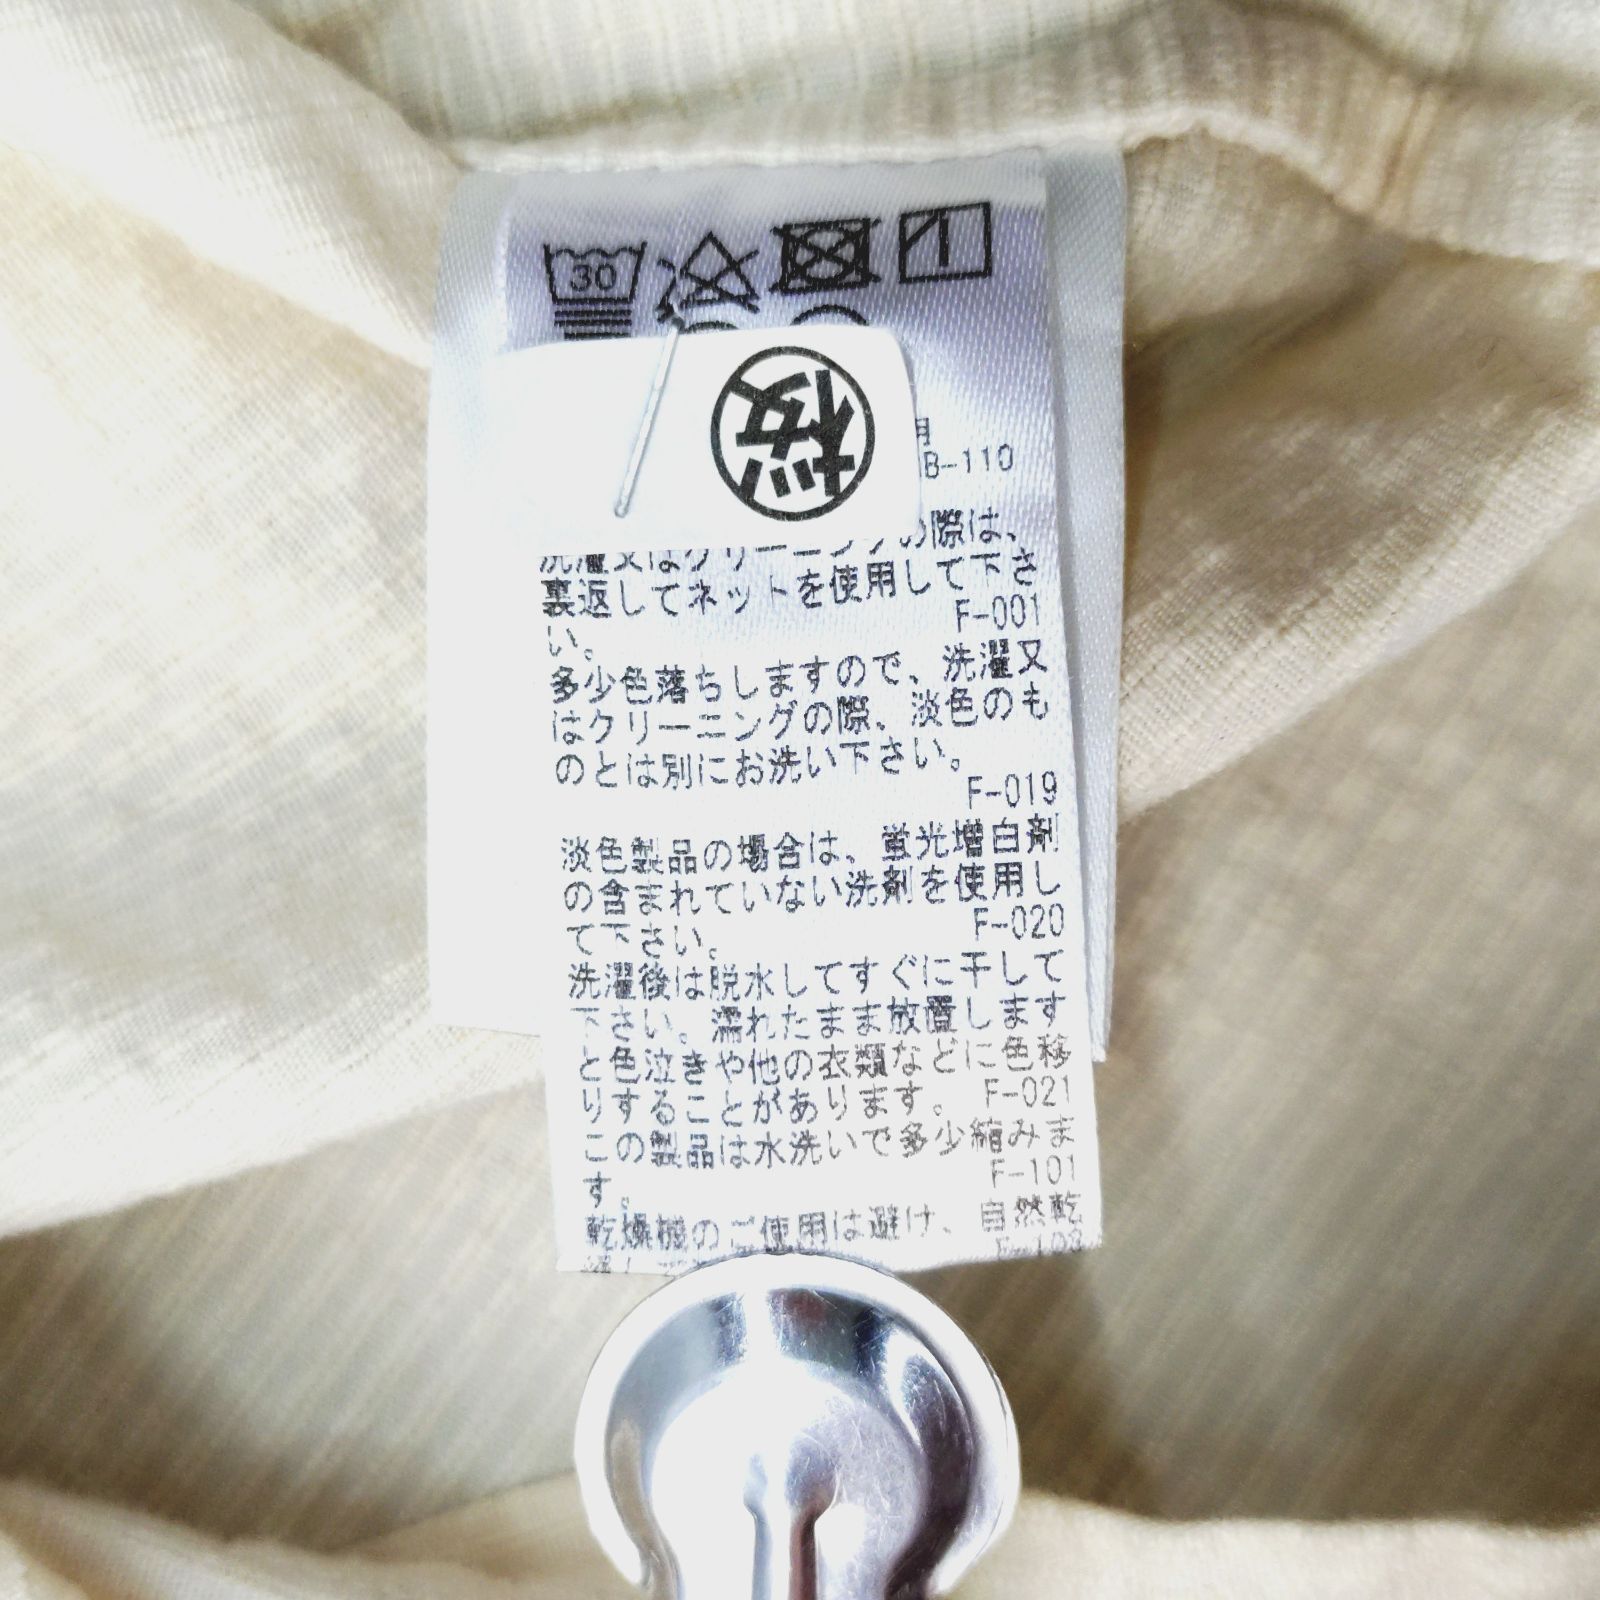 30
桜
用
B-110
洗濯又はクリーニングの際は、
裏返してネットを使用して下さ
い。
F-001
多少色落ちしますので、洗濯又
はクリーニングの際、淡色のも
のとは別にお洗い下さい。
F-019
淡色製品の場合は、蛍光増白剤
の含まれていない洗剤を使用し
て下さい。
F-020
洗濯後は脱水してすぐに干して
下さい。濡れたまま放置します
と色泣きや他の衣類などに色移
りすることがあります。 F-021
この製品は水洗いで多少縮みま
す。
F-101
乾燥機のご使用は避け、自然乾
F-103